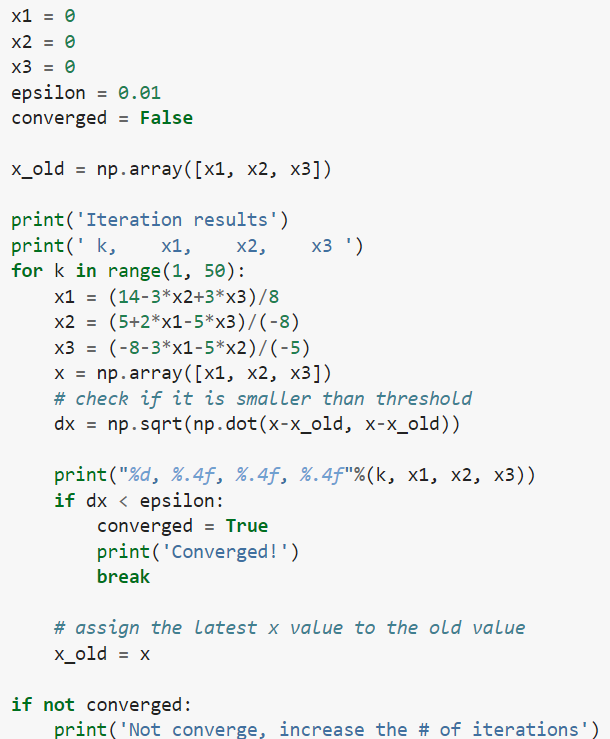 x1 = 0
x2 = 0
x3 = 0
epsilon = 0.01
converged = False

x_old = np.array([x1, x2, x3])

print('Iteration results')
print(' k,    x1,    x2,    x3 ')
for k in range(1, 50):
    x1 = (14-3*x2+3*x3)/8
    x2 = (5+2*x1-5*x3)/(-8)
    x3 = (-8-3*x1-5*x2)/(-5)
    x = np.array([x1, x2, x3])
    # check if it is smaller than threshold
    dx = np.sqrt(np.dot(x-x_old, x-x_old))

    print("%d, %.4f, %.4f, %.4f"%(k, x1, x2, x3))
    if dx < epsilon:
        converged = True
        print('Converged!')
        break

    # assign the latest x value to the old value
    x_old = x

if not converged:
    print('Not converge, increase the # of iterations')